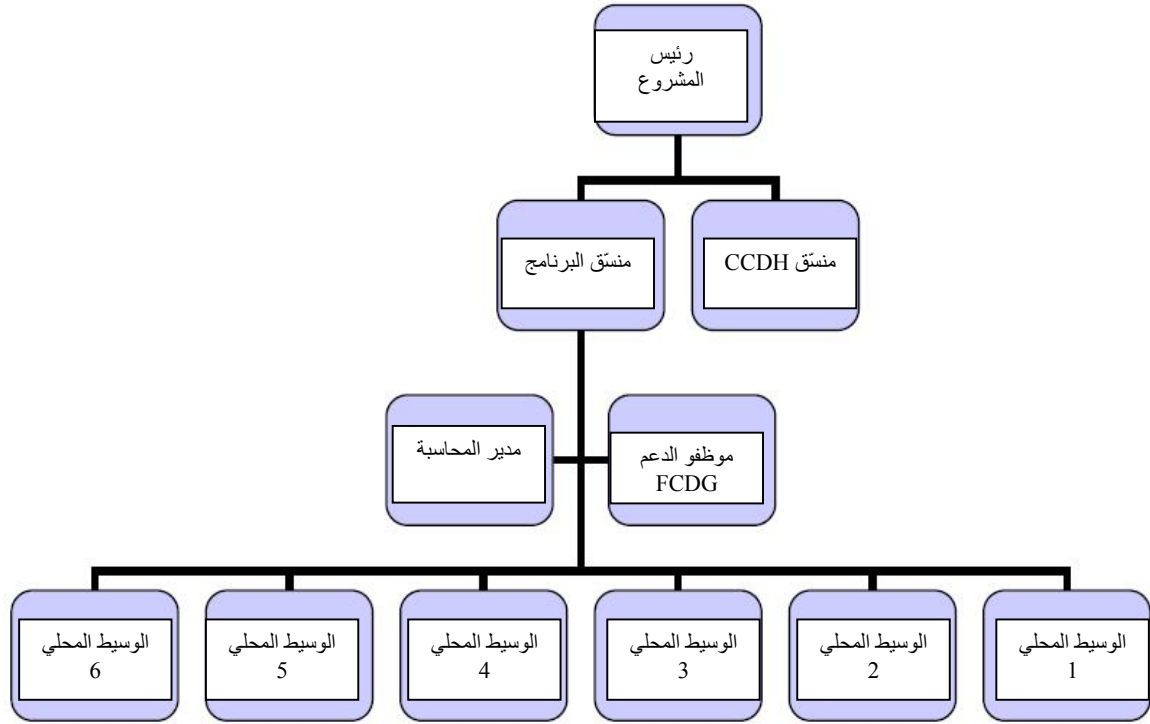 رئيس
المشروع
منسّق CCDH
منسّق البرنامج
موظفو الدعم
FCDG
مدير المحاسبة
الوسيط المحلي
1
الوسيط المحلي
2
الوسيط المحلي
3
الوسيط المحلي
4
الوسيط المحلي
5
الوسيط المحلي
6